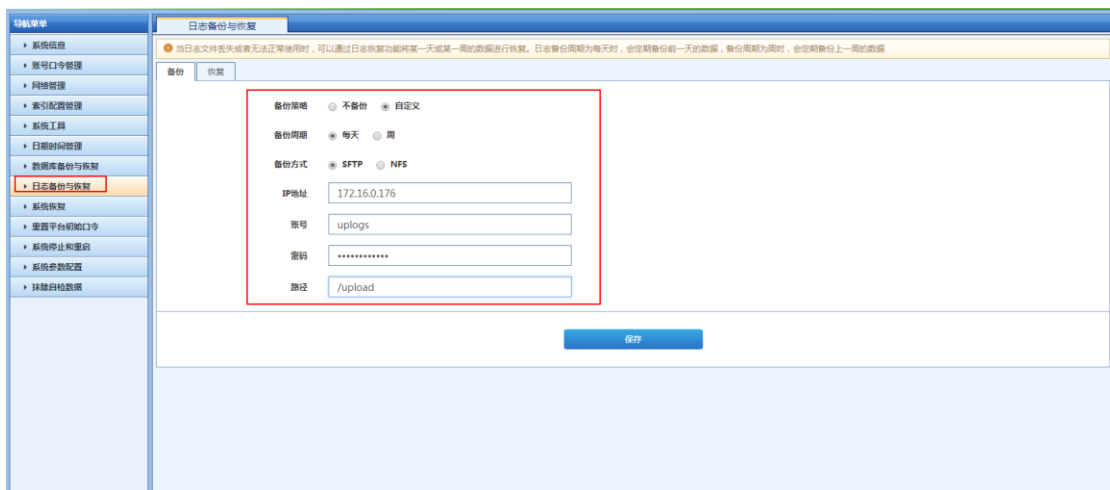 导航菜单
系统信息
账号口令管理
网络管理
索引配置管理
系统工具
日期时间管理
数据库备份与恢复
日志备份与恢复
系统恢复
重置平台初始口令
系统停止和重启
系统参数配置
抹除自检数据
日志备份与恢复
当日志文件丢失或者无法正常使用时，可以通过日志恢复功能将某一天或某一周的数据进行恢复。日志备份周期为每天时，会定期备份前一天的数据，备份周期为周时，会定期备份上一周的数据
备份 恢复
备份策略 不备份 自定义
备份周期 每天 周
备份方式 SFTP NFS
IP地址 172.16.0.176
账号 uplogs
密码 ••••••••••••
路径 /upload
保存